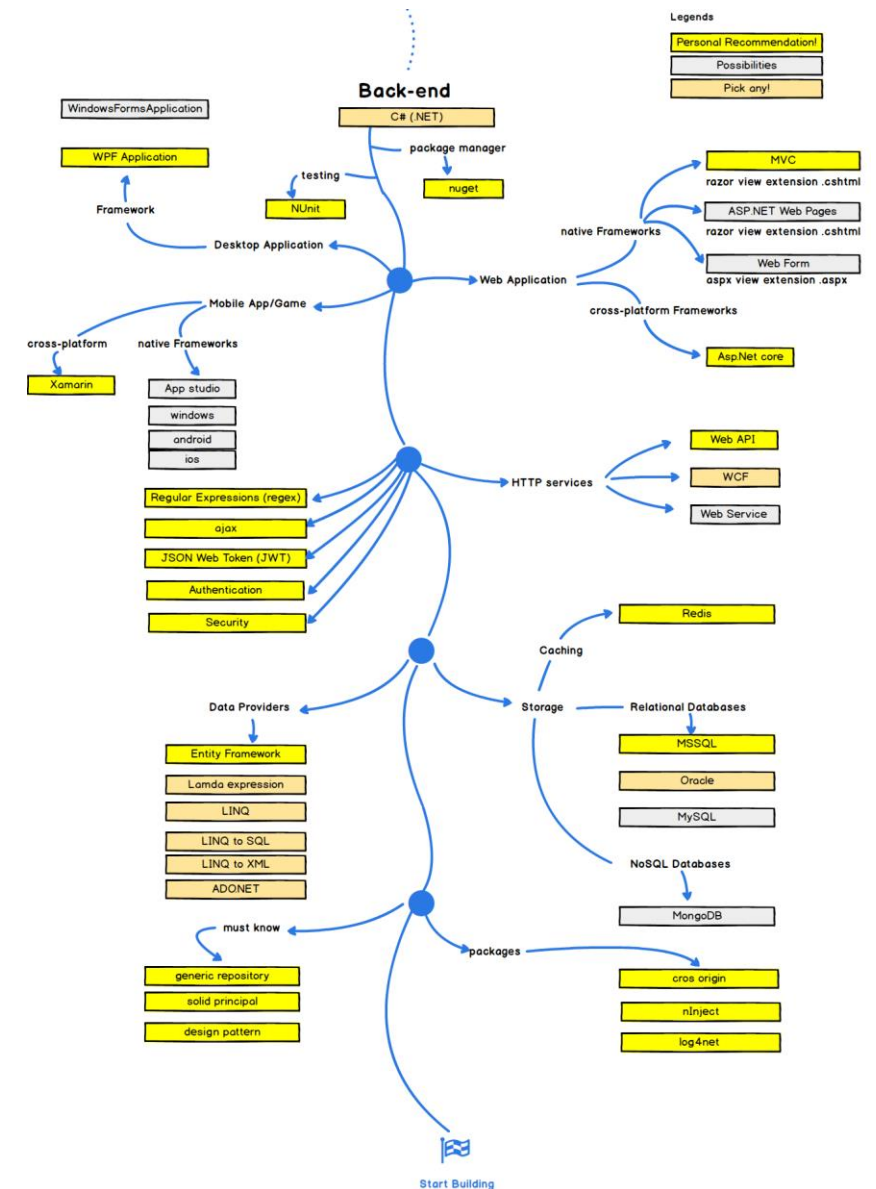 Legends
Personal Recommendation!
Possibilities
Pick any!
Back-end
C# (.NET)
package manager
nuget
testing
NUnit
WindowsFormsApplication
WPF Application
Framework
Desktop Application
MVC
razor view extension .cshtml
ASP.NET Web Pages
razor view extension .cshtml
native Frameworks
Web Form
aspx view extension .aspx
Web Application
cross-platform Frameworks
Asp.Net core
Mobile App/Game
cross-platform
native Frameworks
Xamarin
App studio
windows
android
ios
Web API
HTTP services
WCF
Web Service
Regular Expressions (regex)
ajax
JSON Web Token (JWT)
Authentication
Security
Redis
Caching
Storage
Relational Databases
MSSQL
Oracle
MySQL
NoSQL Databases
MongoDB
Data Providers
Entity Framework
Lamda expression
LINQ
LINQ to SQL
LINQ to XML
ADONET
must know
generic repository
solid principal
design pattern
packages
cros origin
nInject
log4net
Start Building